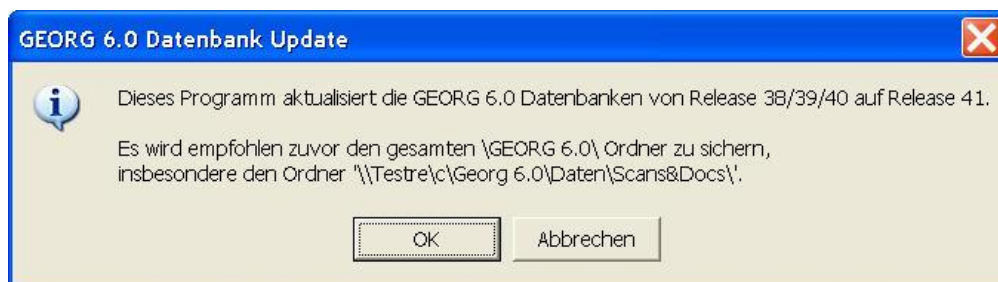 GEORG 6.0 Datenbank Update
Dieses Programm aktualisiert die GEORG 6.0 Datenbanken von Release 38/39/40 auf Release 41.
Es wird empfohlen zuvor den gesamten \GEORG 6.0\ Ordner zu sichern,
insbesondere den Ordner '\\Testre\c\Georg 6.0\Daten\Scans&Docs\'.
OK Abbrechen